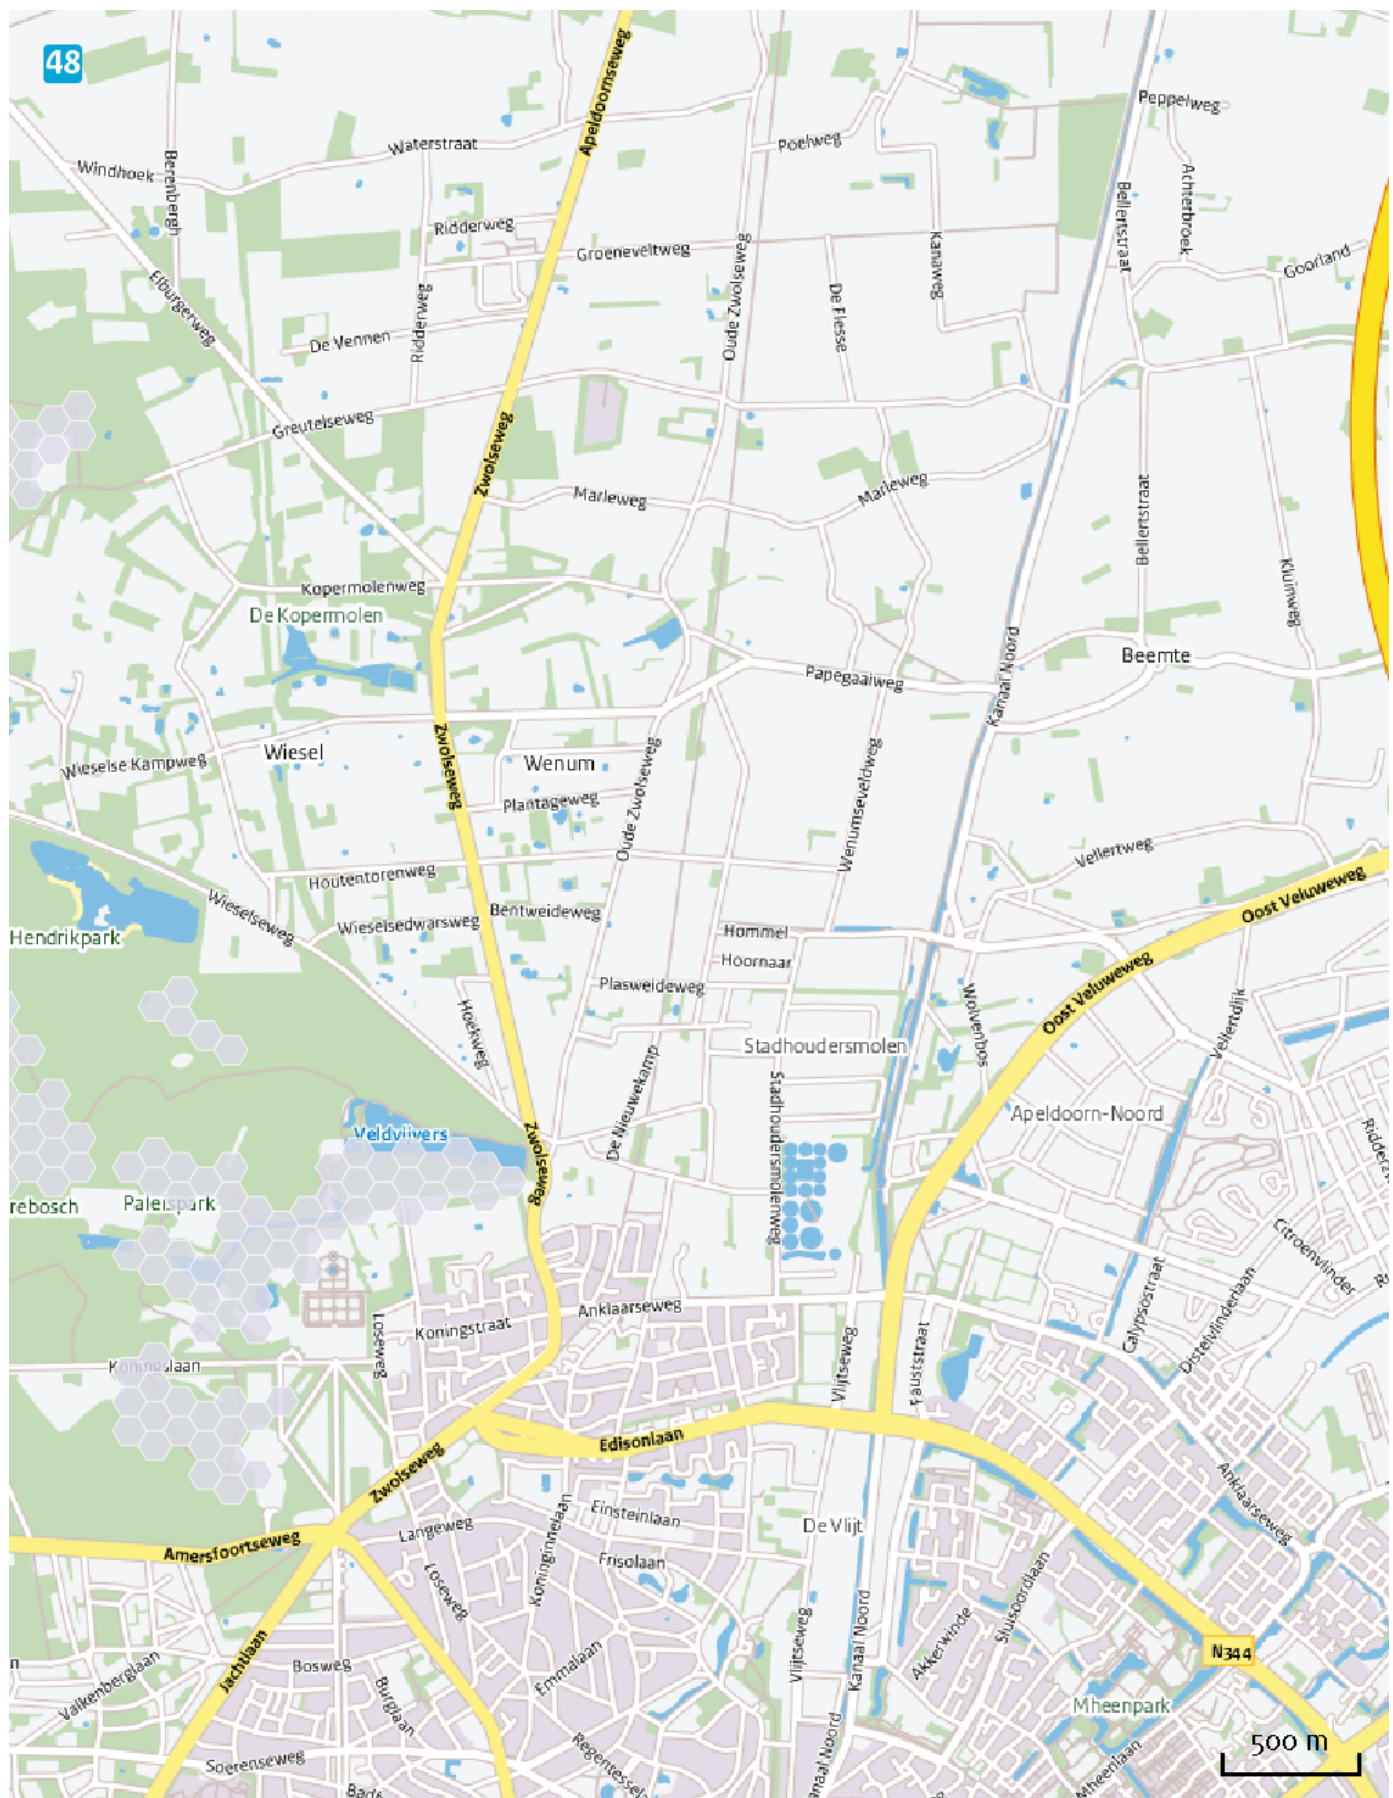 48
Apeldoornseweg
Peppelweg
Waterstraat
Poelweg
Windhoek
Berenbergh
Achterbroek
Bellertstraat
Ridderweg
Groeneveltweg
Oude Zwolseweg
Kanaweg
Goorland
Elburgerweg
Ridderweg
De Flesse
De Vennen
Greutelseweg
Zwolseweg
Marleweg
Marleweg
Bellertstraat
Kluinweg
Kopermolenweg
De Kopermolen
Kanaal Noord
Beemte
Papegaaiweg
Wieselse Kampweg
Wiesel
Zwolseweg
Wenum
Oude Zwolseweg
Wenumseveldweg
Plantageweg
Vellertweg
Houtentorenweg
Oost Veluweweg
Wieselseweg
Wieselsedwarsweg
Bentweideweg
Hendrikpark
Hommel
Hoornaar
Oost Veluweweg
Plasweideweg
Wolvenbos
Vellertdijk
Hoekweg
Stadhoudersmolen
De Nieuwekamp
Stadhoudersmolenweg
Apeldoorn-Noord
Veldvijvers
Zwolseweg
rebosch
Paleispark
Citroenvlinder
Calypsostraat
Distelvlinderlaan
Anklaarseweg
Koningstraat
Loseweg
Vlijtseweg
Fauststraat
Koningslaan
Edisonlaan
Zwolseweg
Anklaarseweg
Einsteinlaan
Koninginnelaan
De Vlijt
Langeweg
Amersfoortseweg
Frisolaan
Loseweg
Sluisoordlaan
Akkerwinde
Vlijtseweg
Kanaal Noord
N344
Jachtlaan
Bosweg
Emmalaan
Valkenberglaan
Burglaan
Mheenpark
Soerenseweg
Mheenlaan
500 m